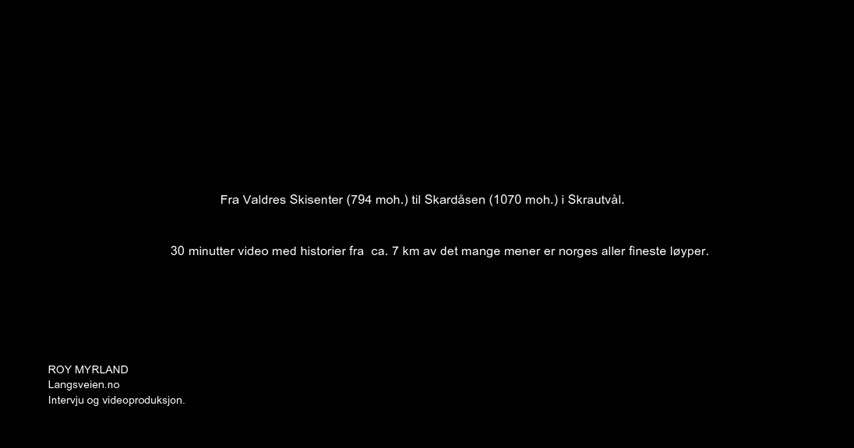 Fra Valdres Skisenter (794 moh.) til Skardåsen (1070 moh.) i Skrautvål.
30 minutter video med historier fra  ca. 7 km av det mange mener er norges aller fineste løyper.
ROY MYRLAND
Langsveien.no
Intervju og videoproduksjon.